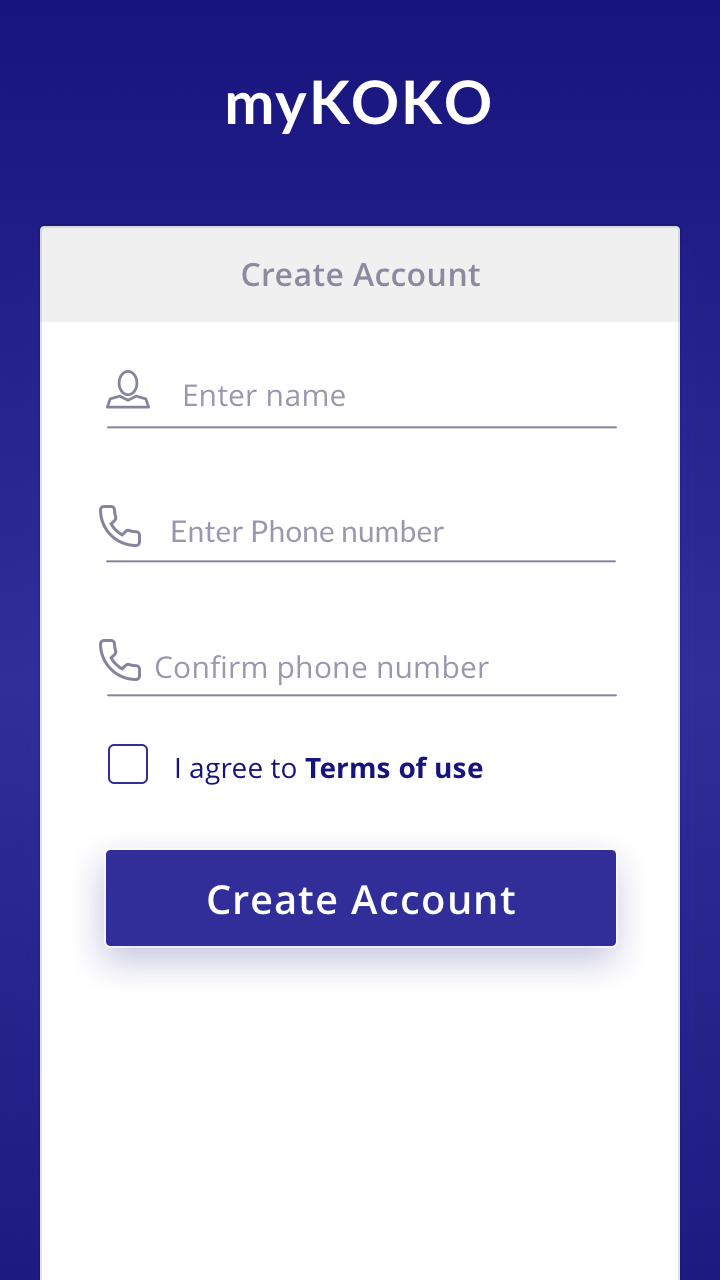 myKOKO
Create Account
Enter name
Enter Phone number
Confirm phone number
I agree to Terms of use
Create Account